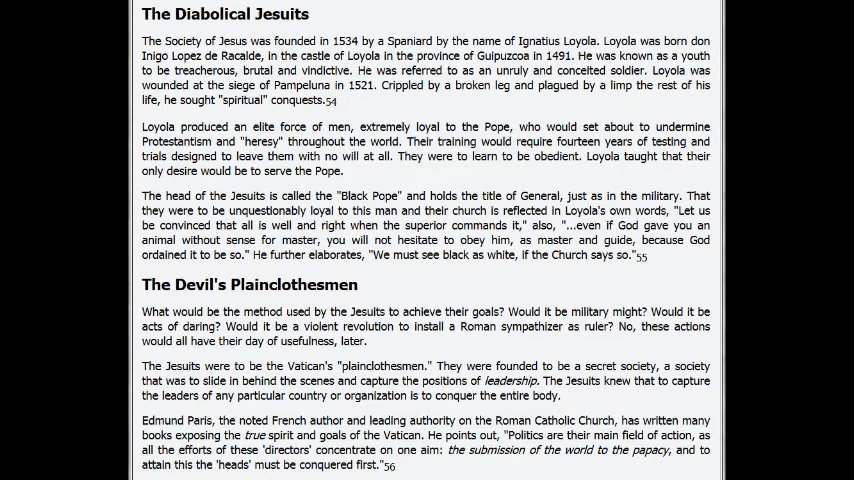 The Diabolical Jesuits
The Society of Jesus was founded in 1534 by a Spaniard by the name of Ignatius Loyola. Loyola was born don
Inigo Lopez de Racalde, in the castle of Loyola in the province of Guipuzcoa in 1491. He was known as a youth
to be treacherous, brutal and vindictive. He was referred to as an unruly and conceited soldier. Loyola was
wounded at the siege of Pampeluna in 1521. Crippled by a broken leg and plagued by a limp the rest of his
life, he sought "spiritual" conquests.54
Loyola produced an elite force of men, extremely loyal to the Pope, who would set about to undermine
Protestantism and "heresy" throughout the world. Their training would require fourteen years of testing and
trials designed to leave them with no will at all. They were to learn to be obedient. Loyola taught that their
only desire would be to serve the Pope.
The head of the Jesuits is called the "Black Pope" and holds the title of General, just as in the military. That
they were to be unquestionably loyal to this man and their church is reflected in Loyola's own words, "Let us
be convinced that all is well and right when the superior commands it," also, "...even if God gave you an
animal without sense for master, you will not hesitate to obey him, as master and guide, because God
ordained it to be so." He further elaborates, "We must see black as white, if the Church says so."55
The Devil's Plainclothesmen
What would be the method used by the Jesuits to achieve their goals? Would it be military might? Would it be
acts of daring? Would it be a violent revolution to install a Roman sympathizer as ruler? No, these actions
would all have their day of usefulness, later.
The Jesuits were to be the Vatican's "plainclothesmen." They were founded to be a secret society, a society
that was to slide in behind the scenes and capture the positions of leadership. The Jesuits knew that to capture
the leaders of any particular country or organization is to conquer the entire body.
Edmund Paris, the noted French author and leading authority on the Roman Catholic Church, has written many
books exposing the true spirit and goals of the Vatican. He points out, "Politics are their main field of action, as
all the efforts of these 'directors' concentrate on one aim: the submission of the world to the papacy, and to
attain this the 'heads' must be conquered first."56